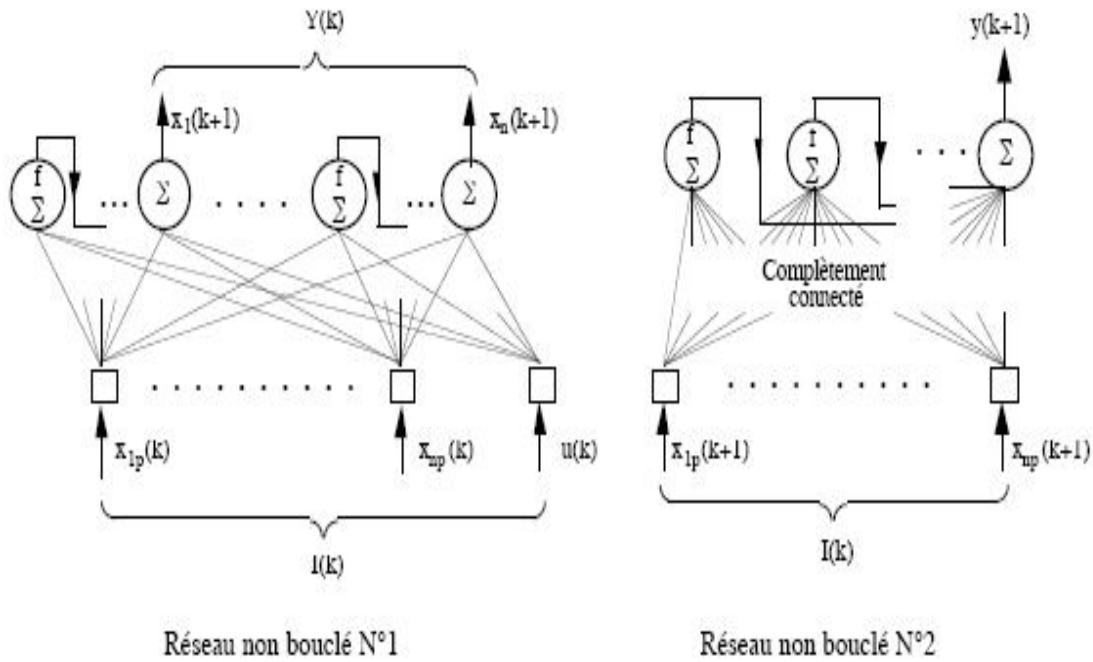 Y(k)
x1(k+1)
xn(k+1)
f
Σ
...
Σ
. . . .
f
Σ
...
Σ
x1p(k)
xnp(k)
u(k)
I(k)
Réseau non bouclé N°1
y(k+1)
f
Σ
f
Σ
. . .
Σ
Complètement
connecté
x1p(k+1)
xnp(k+1)
I(k)
Réseau non bouclé N°2